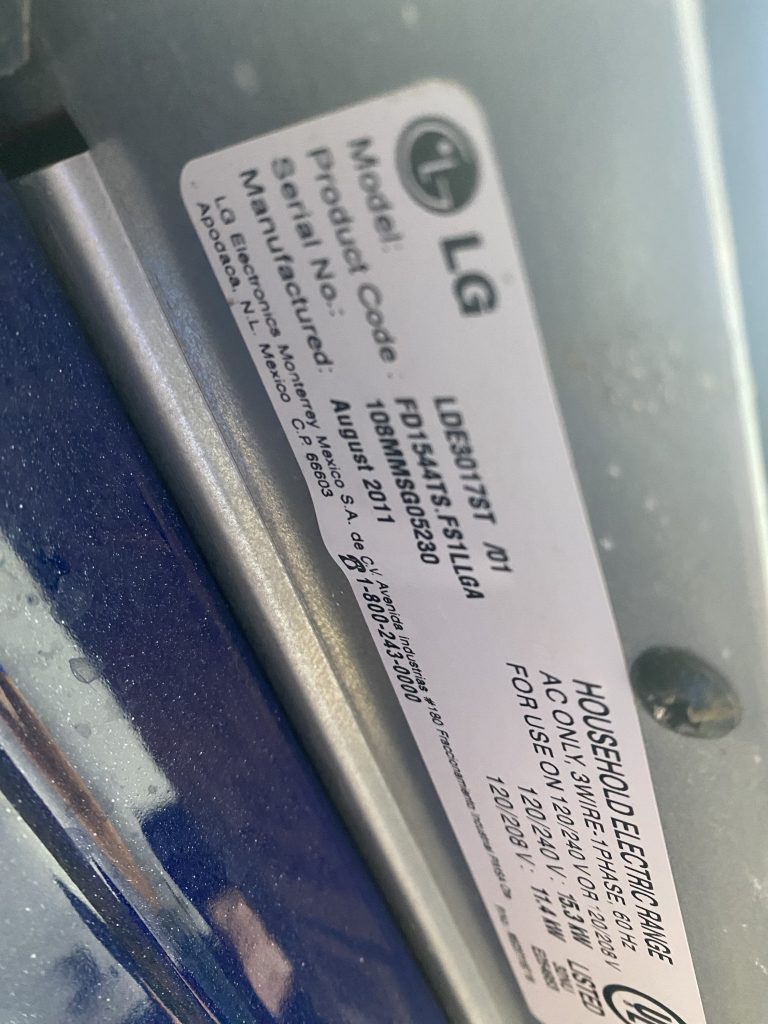 LG
Model: LDE3017ST /01
Product Code : FD1544TS.FS1LLGA
Serial No.: 108MMSG05230
Manufactured: August 2011
LG Electronics Monterrey Mexico S.A. de C.V. Avenida Industrias #180 Fraccionamiento Industrial
Apodaca, N.L. Mexico C.P. 66603
1-800-243-0000
HOUSEHOLD ELECTRIC RANGE
AC ONLY, 3WIRE-1PHASE, 60 Hz
FOR USE ON 120/240 V OR 120/208 V
120/240 V : 15.3 kW
120/208 V : 11.4 kW
LISTED